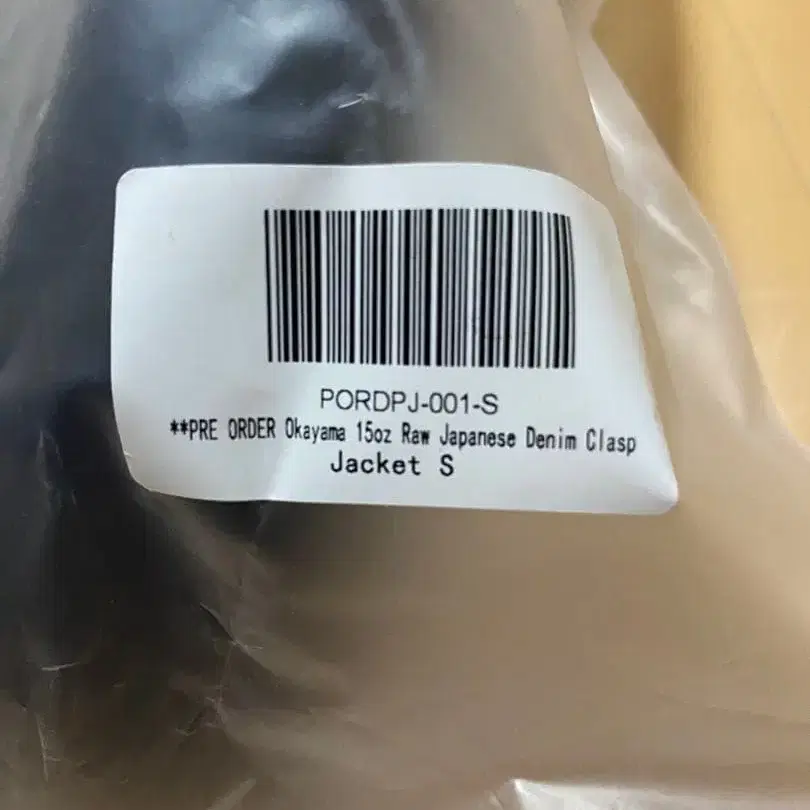 PORDPJ-001-S
**PRE ORDER Okayama 15oz Raw Japanese Denim Clasp
Jacket S